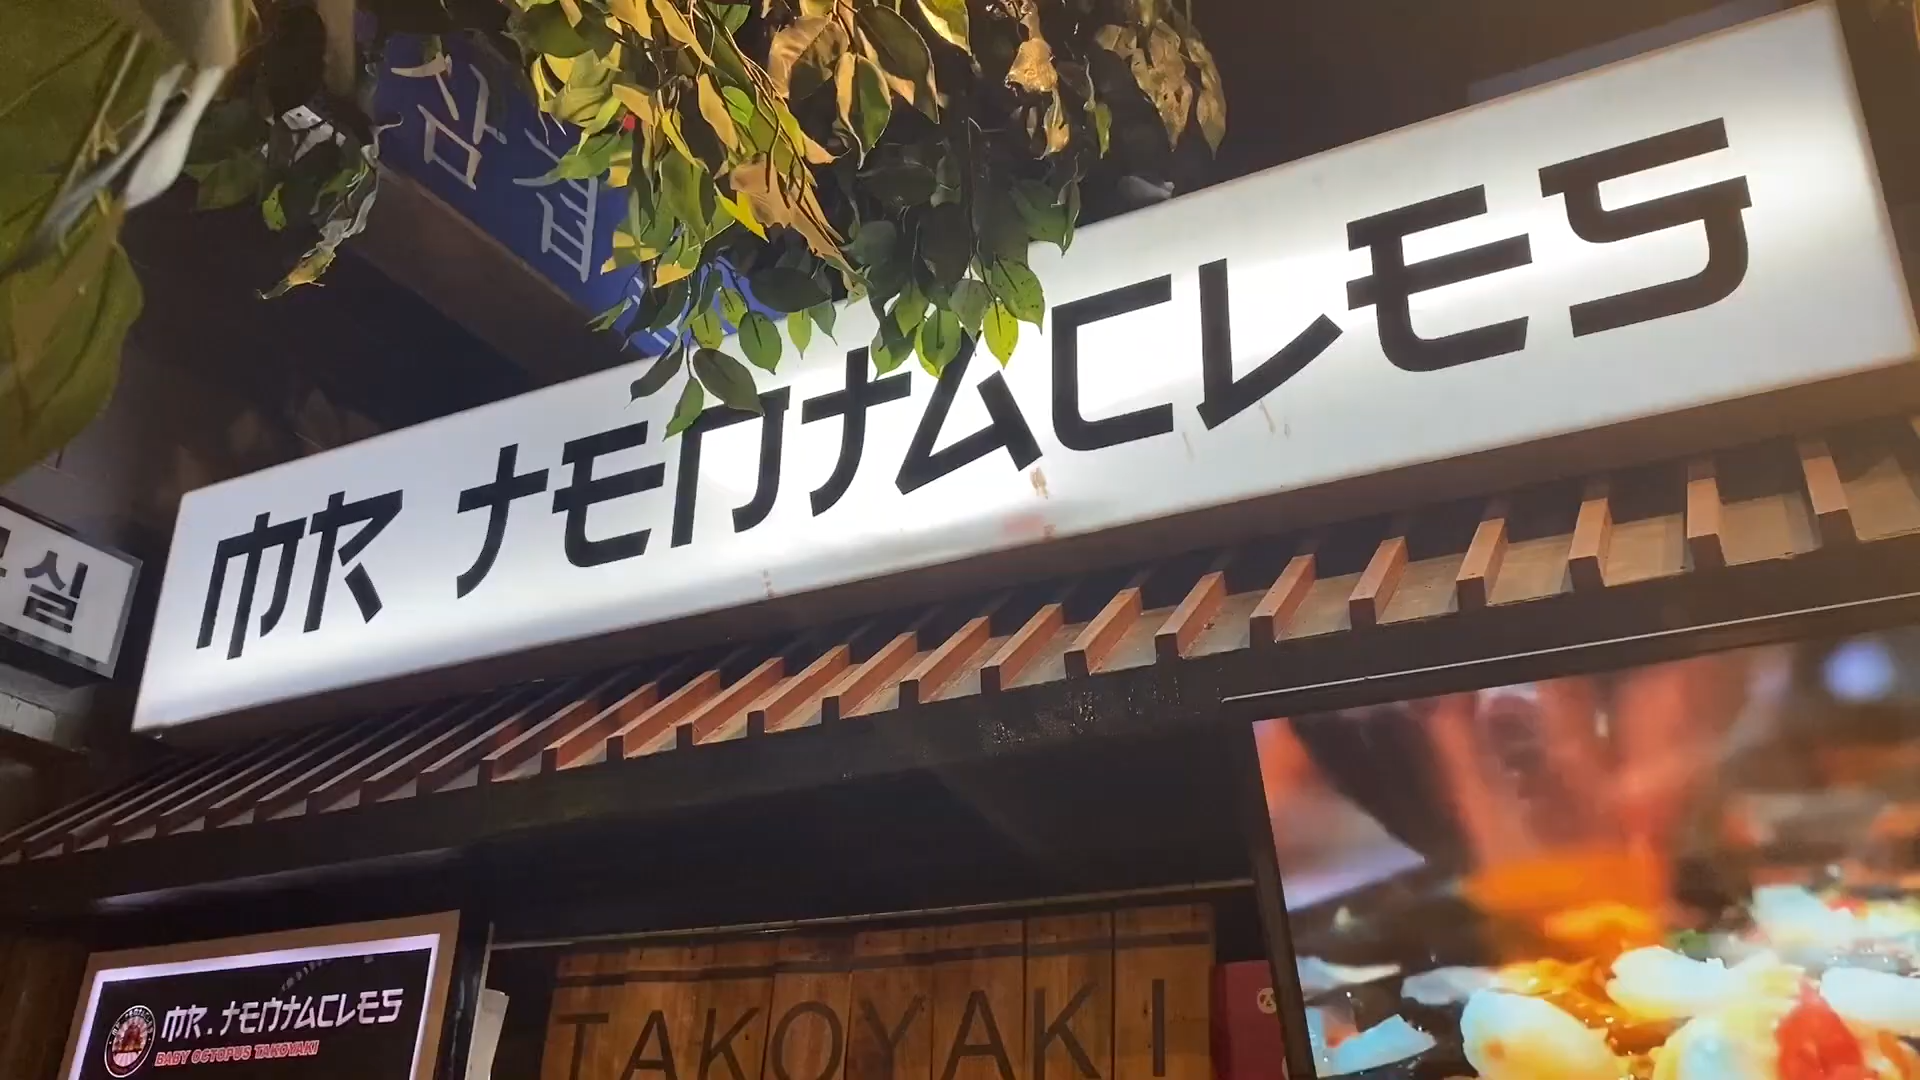 MR TENTACLES
실
MR. TENTACLES
BABY OCTOPUS TAKOYAKI
TAKOYAKI